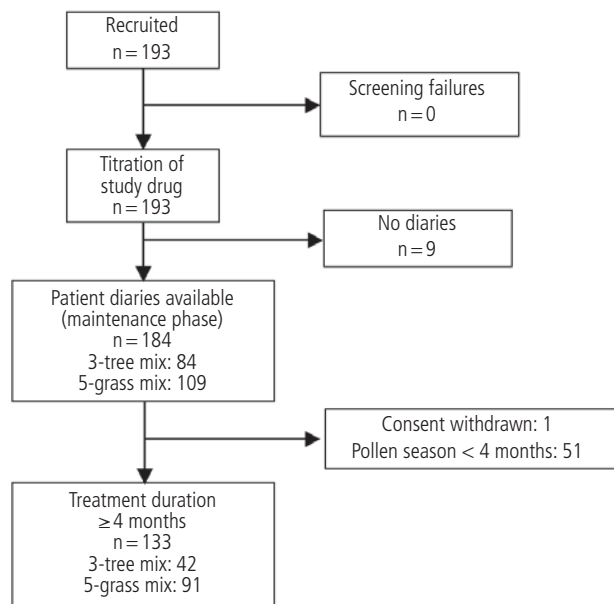 Recruited
n = 193
Screening failures
n = 0
Titration of
study drug
n = 193
No diaries
n = 9
Patient diaries available
(maintenance phase)
n = 184
3-tree mix: 84
5-grass mix: 109
Consent withdrawn: 1
Pollen season < 4 months: 51
Treatment duration
≥ 4 months
n = 133
3-tree mix: 42
5-grass mix: 91